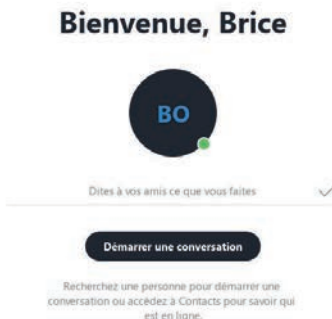 Bienvenue, Brice
BO
Dites à vos amis ce que vous faites
Démarrer une conversation
Recherchez une personne pour démarrer une
conversation ou accédez à Contacts pour savoir qui
est en ligne.